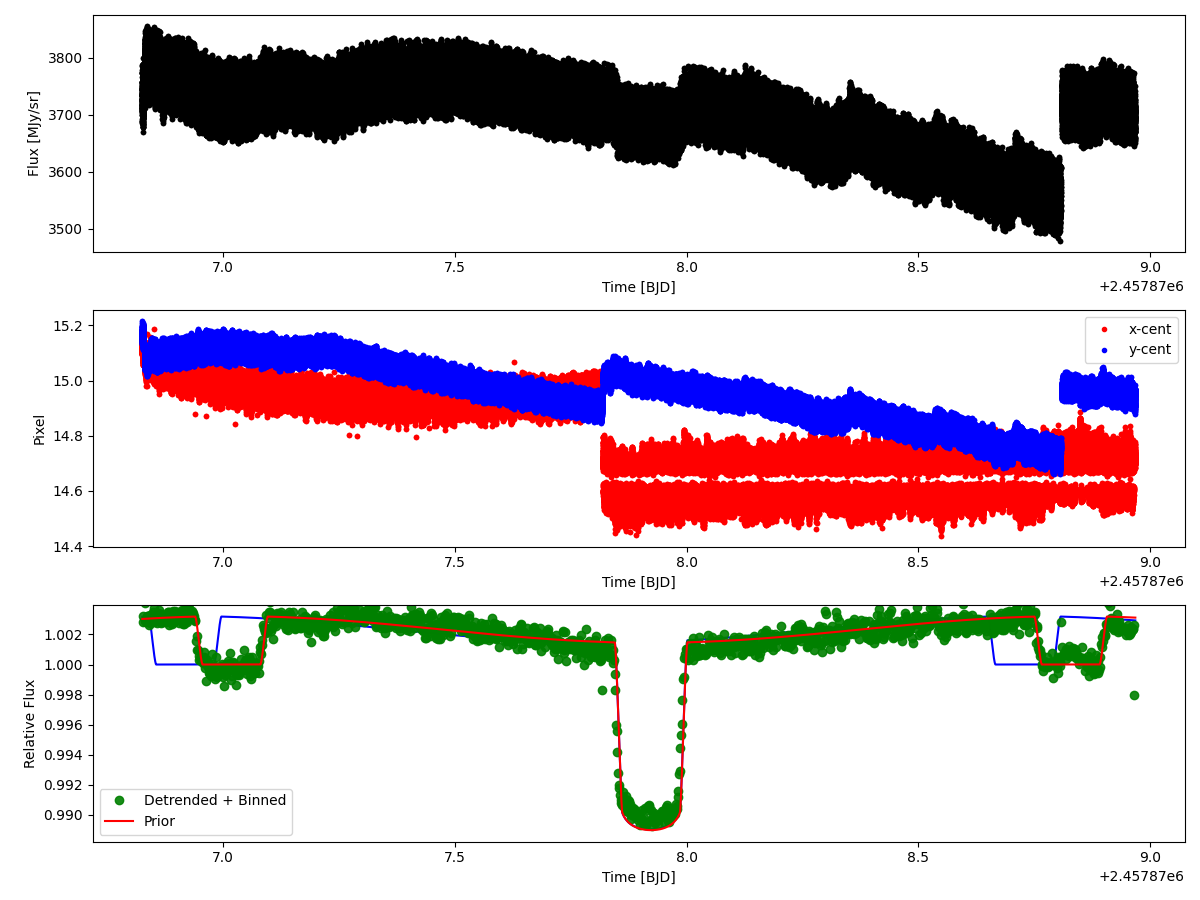 3800
3700
3600
3500
Flux [MJy/sr]
7.0 7.5 8.0 8.5 9.0
Time [BJD]
+2.45787e6
15.2
15.0
14.8
14.6
14.4
Pixel
x-cent
y-cent
7.0 7.5 8.0 8.5 9.0
Time [BJD]
+2.45787e6
1.002
1.000
0.998
0.996
0.994
0.992
0.990
Relative Flux
Detrended + Binned
Prior
7.0 7.5 8.0 8.5 9.0
Time [BJD]
+2.45787e6